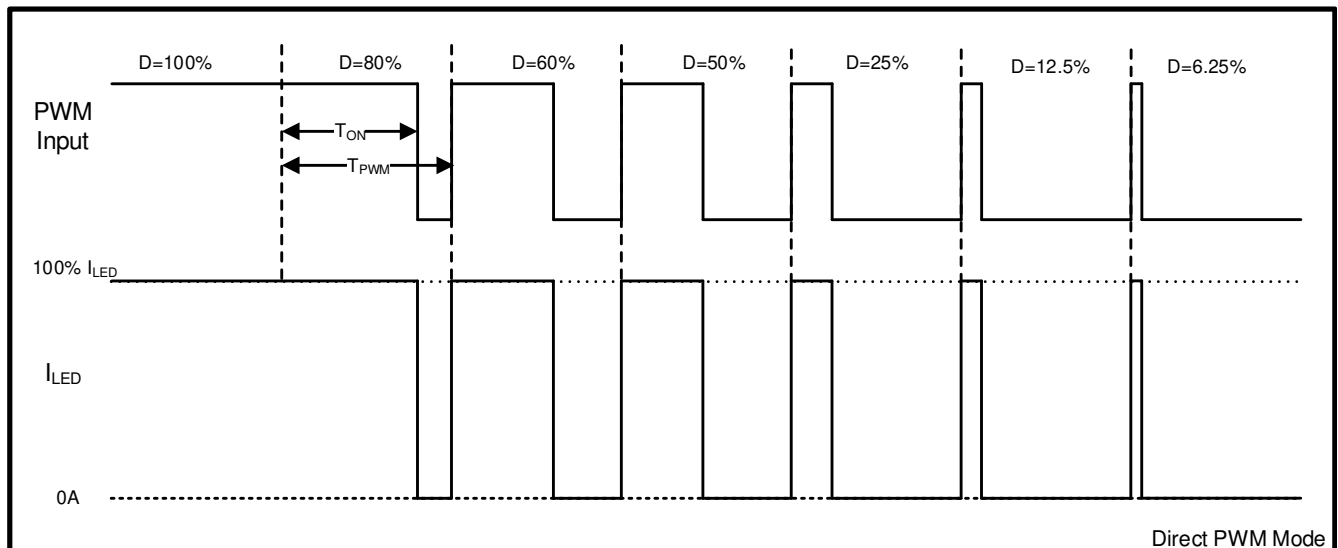 D=100%
D=80%
D=60%
D=50%
D=25%
D=12.5%
D=6.25%
PWM
Input
TON
TPWM
100% ILED
ILED
0A
Direct PWM Mode